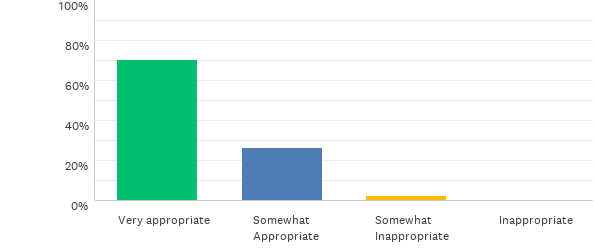 100%
80%
60%
40%
20%
0%
Very appropriate
Somewhat
Appropriate
Somewhat
Inappropriate
Inappropriate